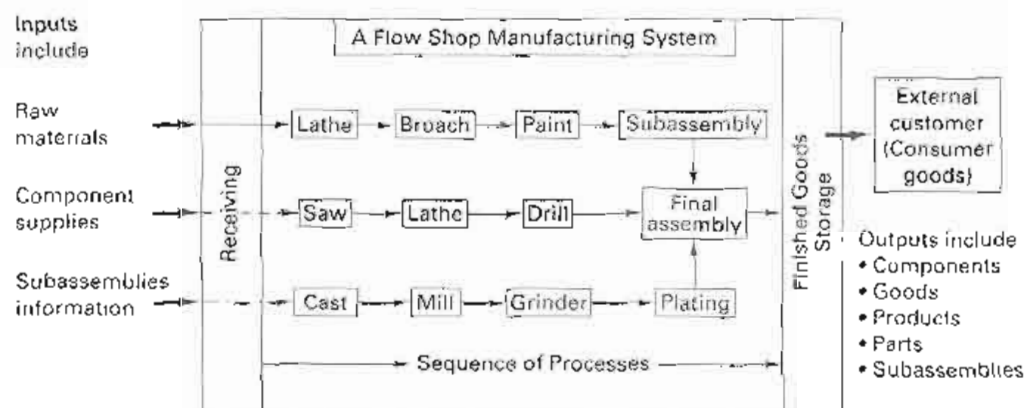 Inputs
include
A Flow Shop Manufacturing System
Raw
materials
Lathe
Broach
Paint
Subassembly
External
customer
(Consumer
goods)
Component
supplies
Receiving
Saw
Lathe
Drill
Final
assembly
Finished Goods
Storage
Subassemblies
information
Cast
Mill
Grinder
Plating
Sequence of Processes
Outputs include
• Components
• Goods
• Products
• Parts
• Subassemblies